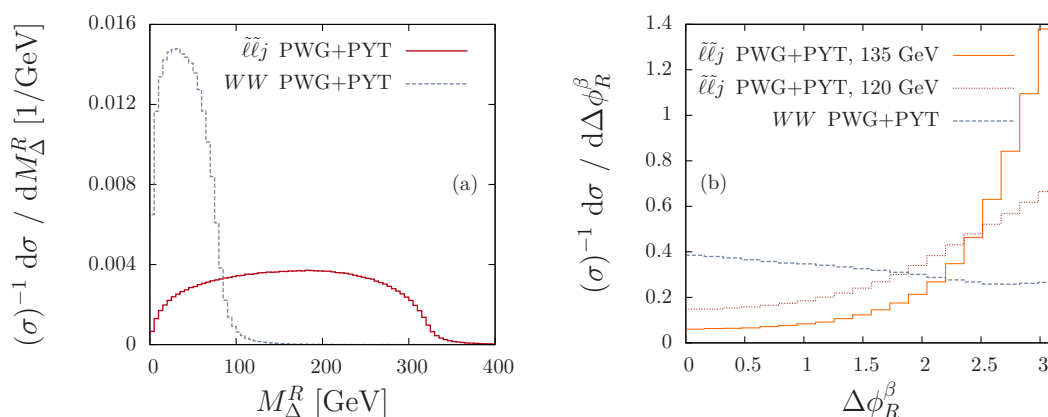 (σ)⁻¹ dσ / dM_Δ^R [1/GeV]
0.016
0.012
0.008
0.004
0
ℓ̃ℓ̃j PWG+PYT
WW PWG+PYT
(a)
0 100 200 300 400
M_Δ^R [GeV]
(σ)⁻¹ dσ / dΔϕ_R^β
1.4
1.2
1
0.8
0.6
0.4
0.2
0
ℓ̃ℓ̃j PWG+PYT, 135 GeV
ℓ̃ℓ̃j PWG+PYT, 120 GeV
WW PWG+PYT
(b)
0 0.5 1 1.5 2 2.5 3
Δϕ_R^β